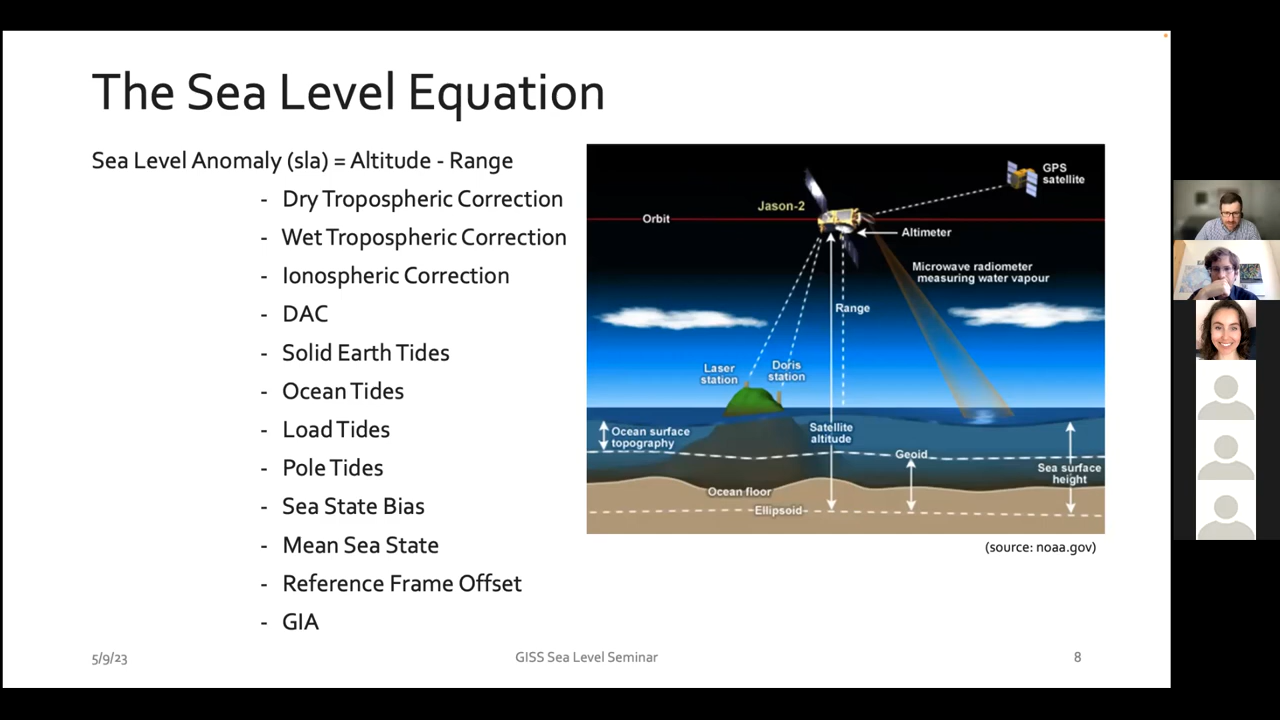 The Sea Level Equation
Sea Level Anomaly (sla) = Altitude - Range
- Dry Tropospheric Correction
- Wet Tropospheric Correction
- Ionospheric Correction
- DAC
- Solid Earth Tides
- Ocean Tides
- Load Tides
- Pole Tides
- Sea State Bias
- Mean Sea State
- Reference Frame Offset
- GIA
GPS
satellite
Jason-2
Orbit
Altimeter
Microwave radiometer
measuring water vapour
Range
Laser
station
Doris
station
Ocean surface
topography
Satellite
altitude
Geoid
Sea surface
height
Ocean floor
Ellipsoid
(source: noaa.gov)
5/9/23
GISS Sea Level Seminar
8